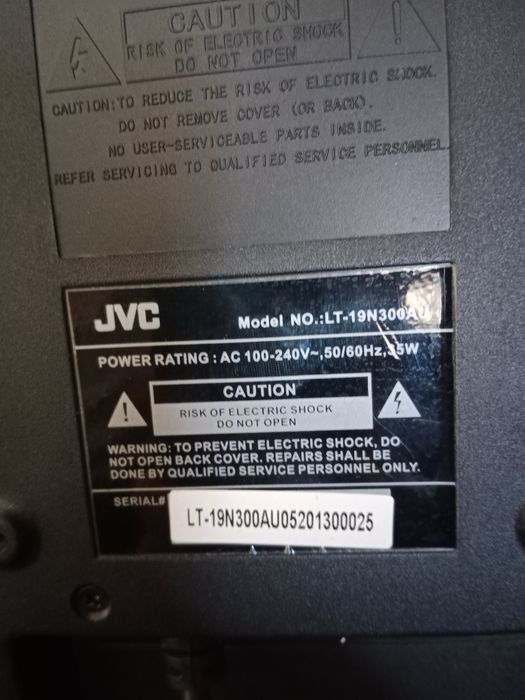 CAUTION
RISK OF ELECTRIC SHOCK
DO NOT OPEN
CAUTION: TO REDUCE THE RISK OF ELECTRIC SHOCK.
DO NOT REMOVE COVER (OR BACK).
NO USER-SERVICEABLE PARTS INSIDE.
REFER SERVICING TO QUALIFIED SERVICE PERSONNEL.
JVC
Model NO.:LT-19N300AU
POWER RATING : AC 100-240V~,50/60Hz,35W
CAUTION
RISK OF ELECTRIC SHOCK
DO NOT OPEN
WARNING: TO PREVENT ELECTRIC SHOCK, DO
NOT OPEN BACK COVER. REPAIRS SHALL BE
DONE BY QUALIFIED SERVICE PERSONNEL ONLY.
SERIAL#
LT-19N300AU05201300025